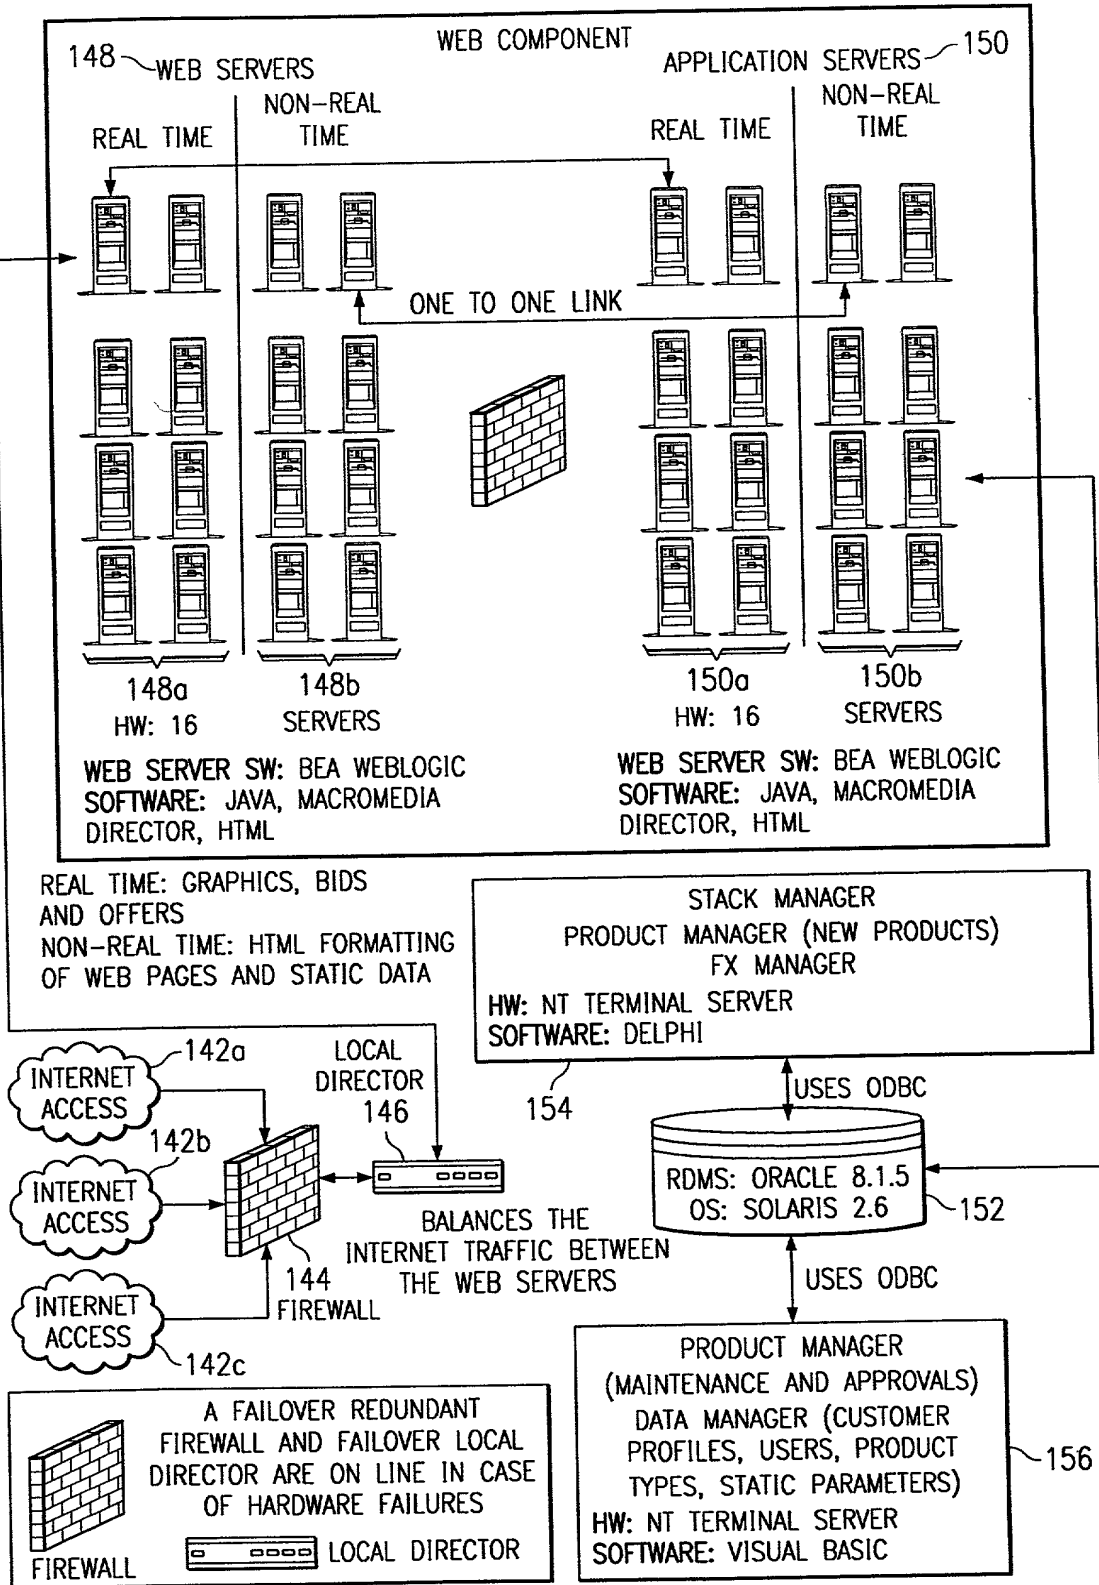 WEB COMPONENT
148
WEB SERVERS
APPLICATION SERVERS
150
REAL TIME
NON-REAL
TIME
REAL TIME
NON-REAL
TIME
ONE TO ONE LINK
148a
148b
150a
150b
HW: 16
SERVERS
HW: 16
SERVERS
WEB SERVER SW: BEA WEBLOGIC
SOFTWARE: JAVA, MACROMEDIA
DIRECTOR, HTML
WEB SERVER SW: BEA WEBLOGIC
SOFTWARE: JAVA, MACROMEDIA
DIRECTOR, HTML
REAL TIME: GRAPHICS, BIDS
AND OFFERS
NON-REAL TIME: HTML FORMATTING
OF WEB PAGES AND STATIC DATA
STACK MANAGER
PRODUCT MANAGER (NEW PRODUCTS)
FX MANAGER
HW: NT TERMINAL SERVER
SOFTWARE: DELPHI
154
USES ODBC
142a
INTERNET
ACCESS
142b
INTERNET
ACCESS
INTERNET
ACCESS
142c
LOCAL
DIRECTOR
146
144
FIREWALL
BALANCES THE
INTERNET TRAFFIC BETWEEN
THE WEB SERVERS
RDMS: ORACLE 8.1.5
OS: SOLARIS 2.6
152
USES ODBC
PRODUCT MANAGER
(MAINTENANCE AND APPROVALS)
DATA MANAGER (CUSTOMER
PROFILES, USERS, PRODUCT
TYPES, STATIC PARAMETERS)
HW: NT TERMINAL SERVER
SOFTWARE: VISUAL BASIC
156
A FAILOVER REDUNDANT
FIREWALL AND FAILOVER LOCAL
DIRECTOR ARE ON LINE IN CASE
OF HARDWARE FAILURES
FIREWALL
LOCAL DIRECTOR